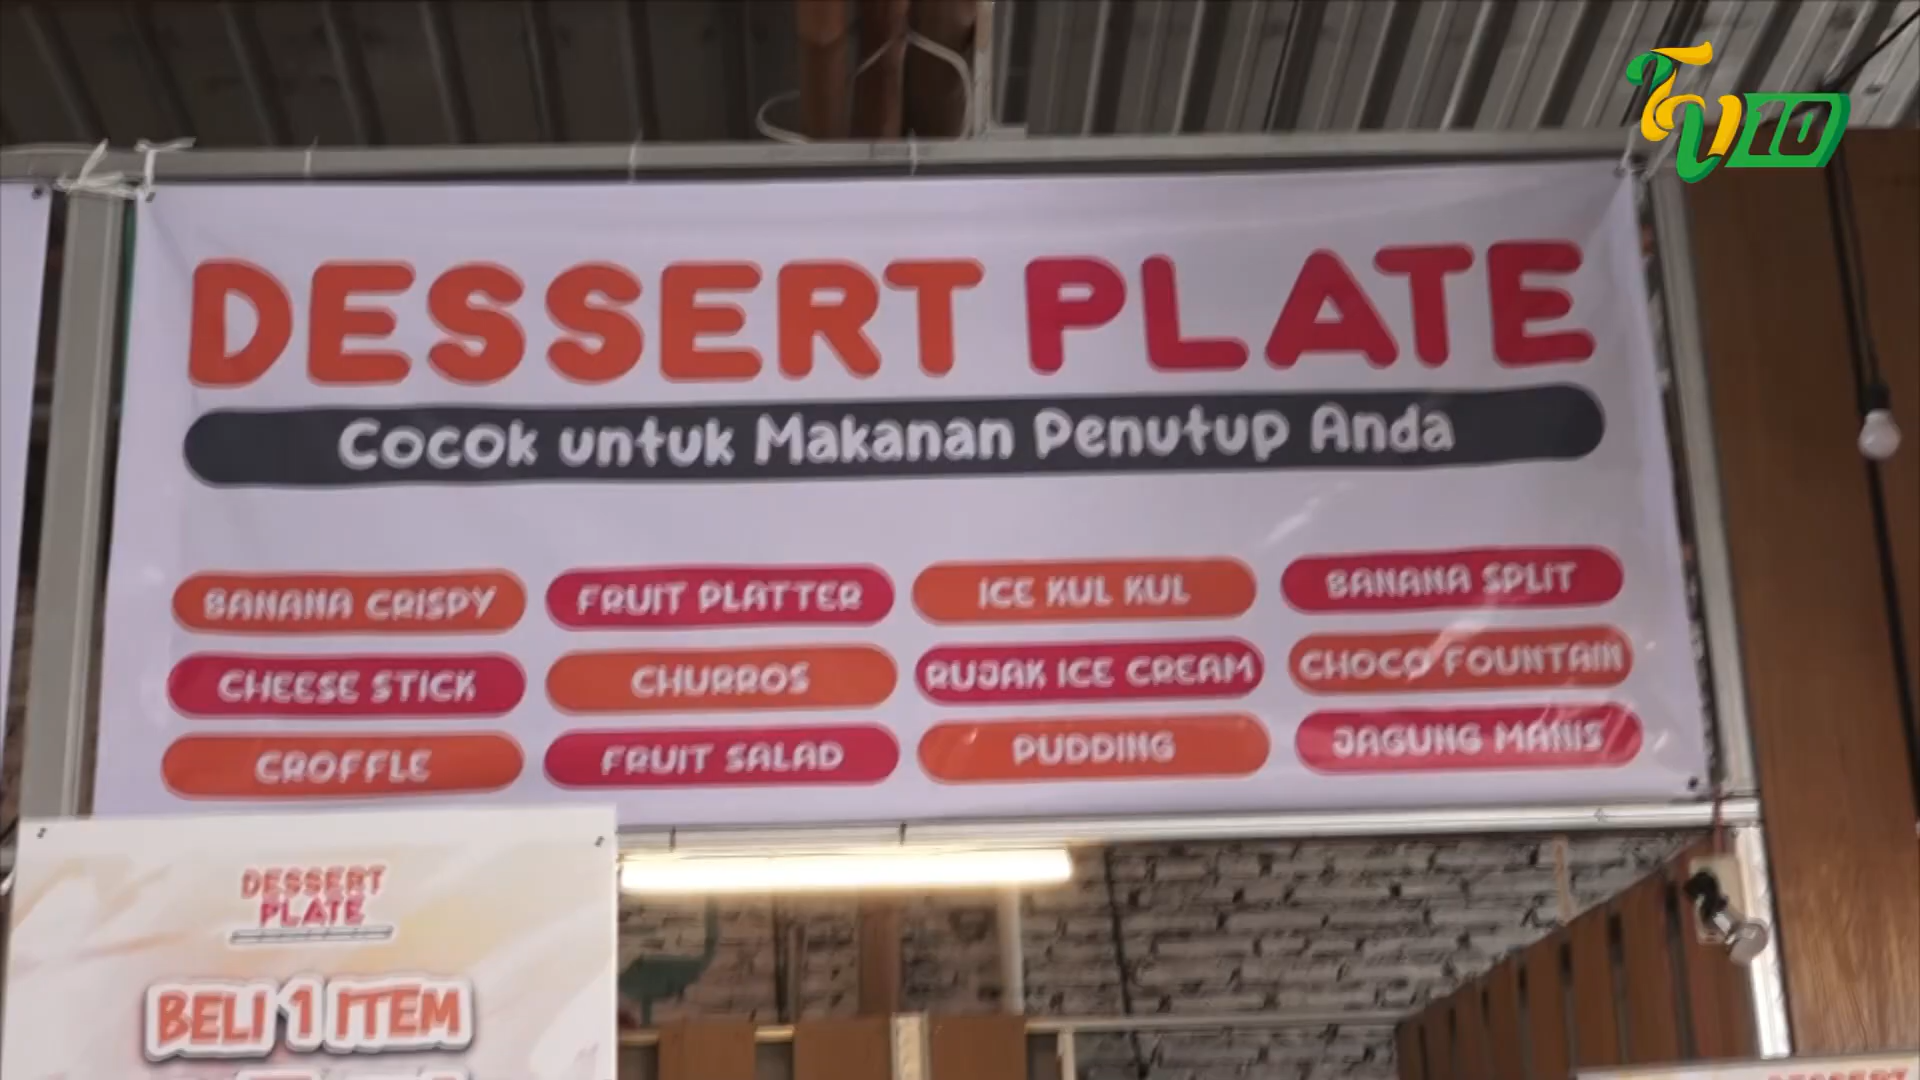 TV10
DESSERT PLATE
Cocok untuk Makanan Penutup Anda
BANANA CRISPY
FRUIT PLATTER
ICE KUL KUL
BANANA SPLIT
CHEESE STICK
CHURROS
RUJAK ICE CREAM
CHOCO FOUNTAIN
CROFFLE
FRUIT SALAD
PUDDING
JAGUNG MANIS
DESSERT
PLATE
BELI 1 ITEM
DESSERT